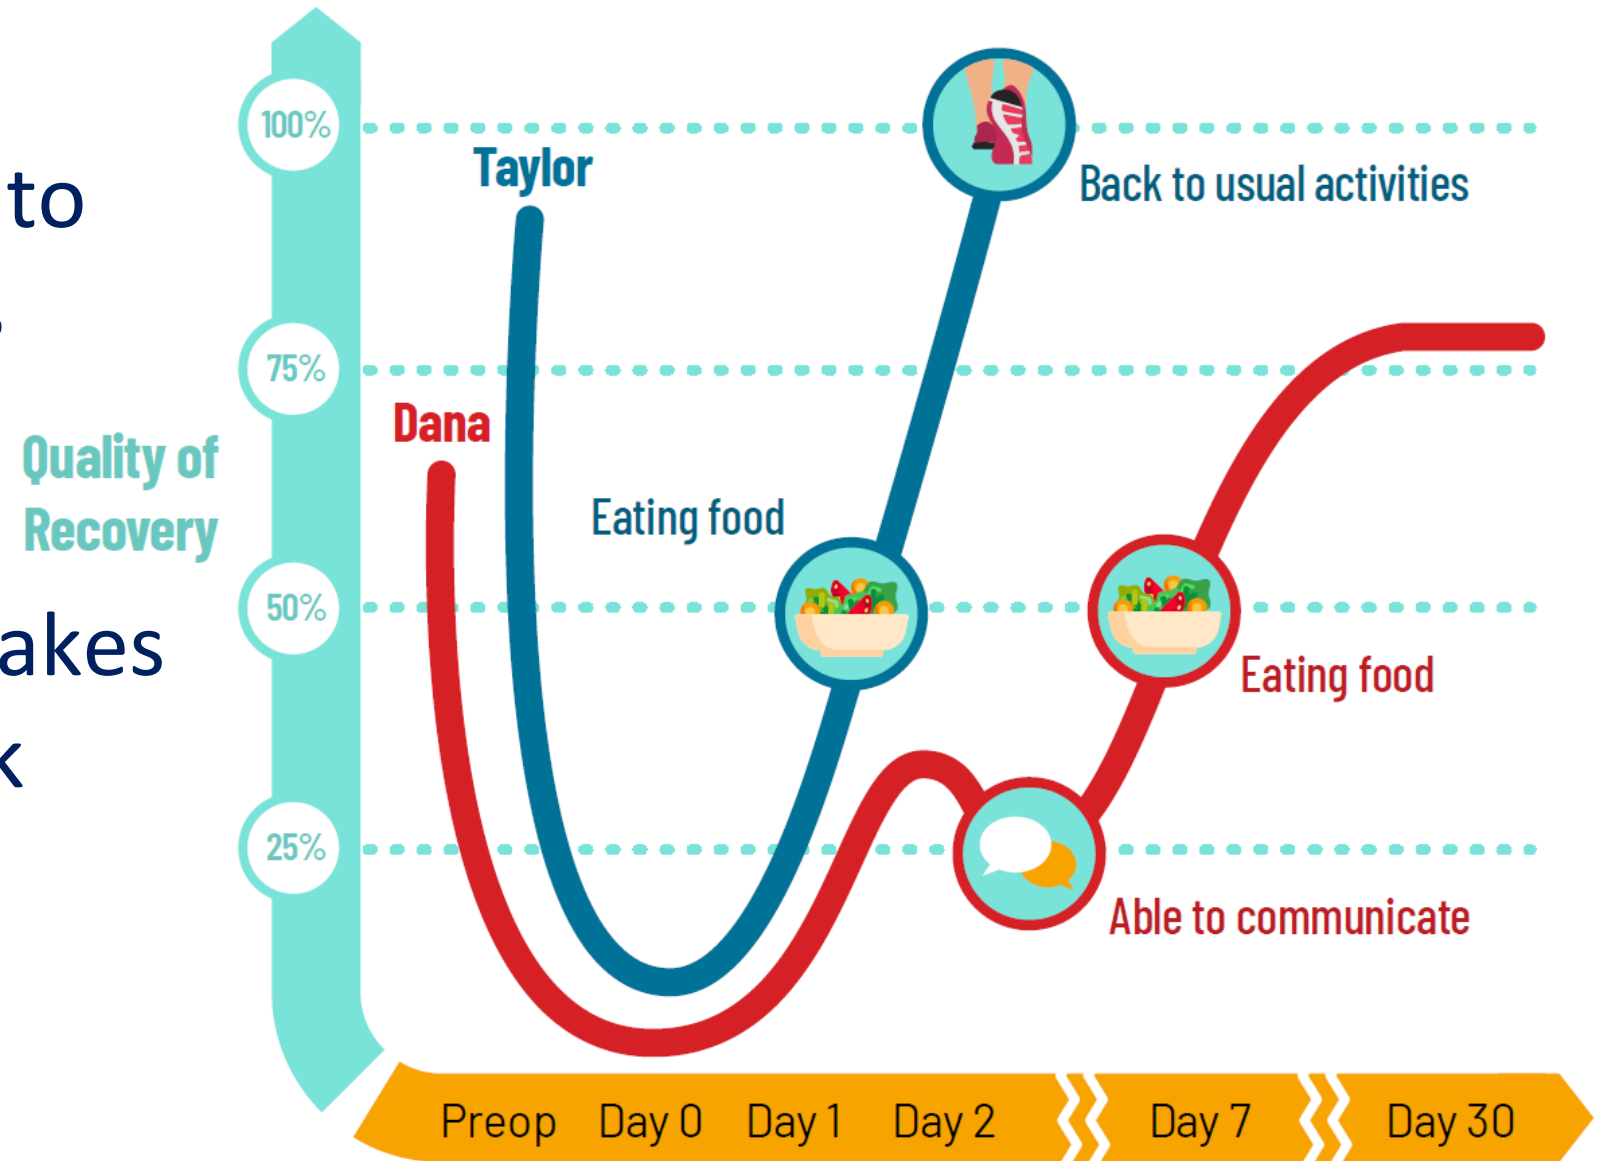 to
akes
k
Quality of
Recovery
100%
75%
50%
25%
Taylor
Dana
Back to usual activities
Eating food
Eating food
Able to communicate
Preop Day 0 Day 1 Day 2 Day 7 Day 30